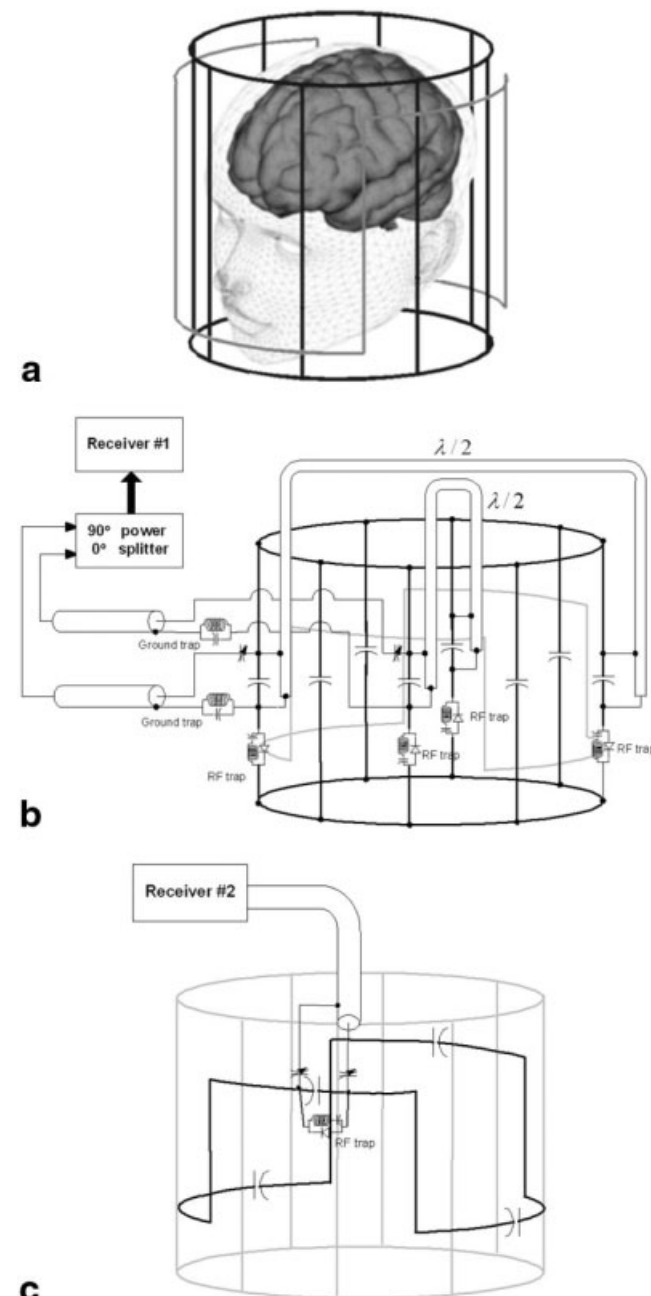 a
Receiver #1
90° power
0° splitter
λ/2
λ/2
Ground trap
Ground trap
RF trap
RF trap
RF trap
RF trap
b
Receiver #2
RF trap
c